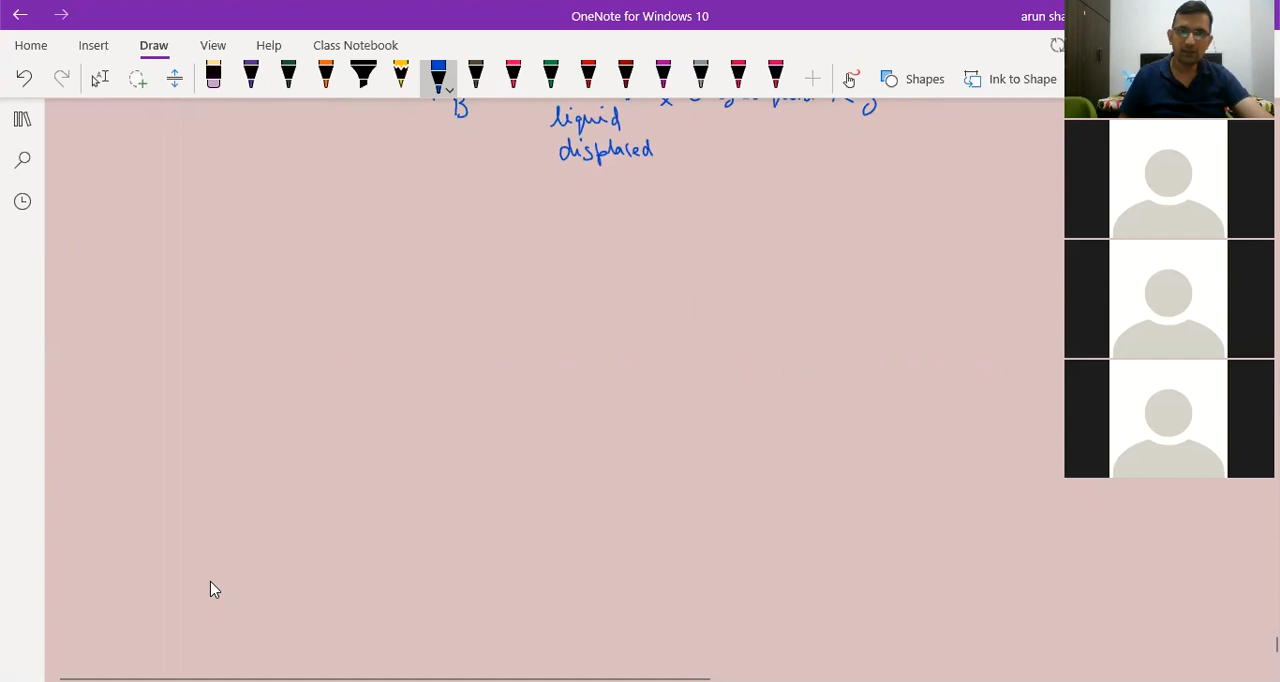 OneNote for Windows 10
arun sha
Home Insert Draw View Help Class Notebook
Shapes Ink to Shape
B
liquid
displaced